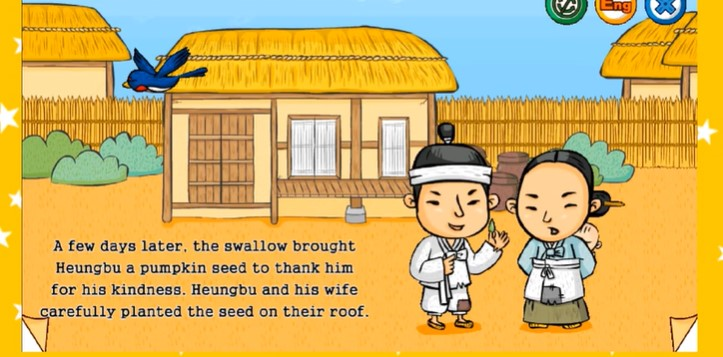 Eng
A few days later, the swallow brought
Heungbu a pumpkin seed to thank him
for his kindness. Heungbu and his wife
carefully planted the seed on their roof.